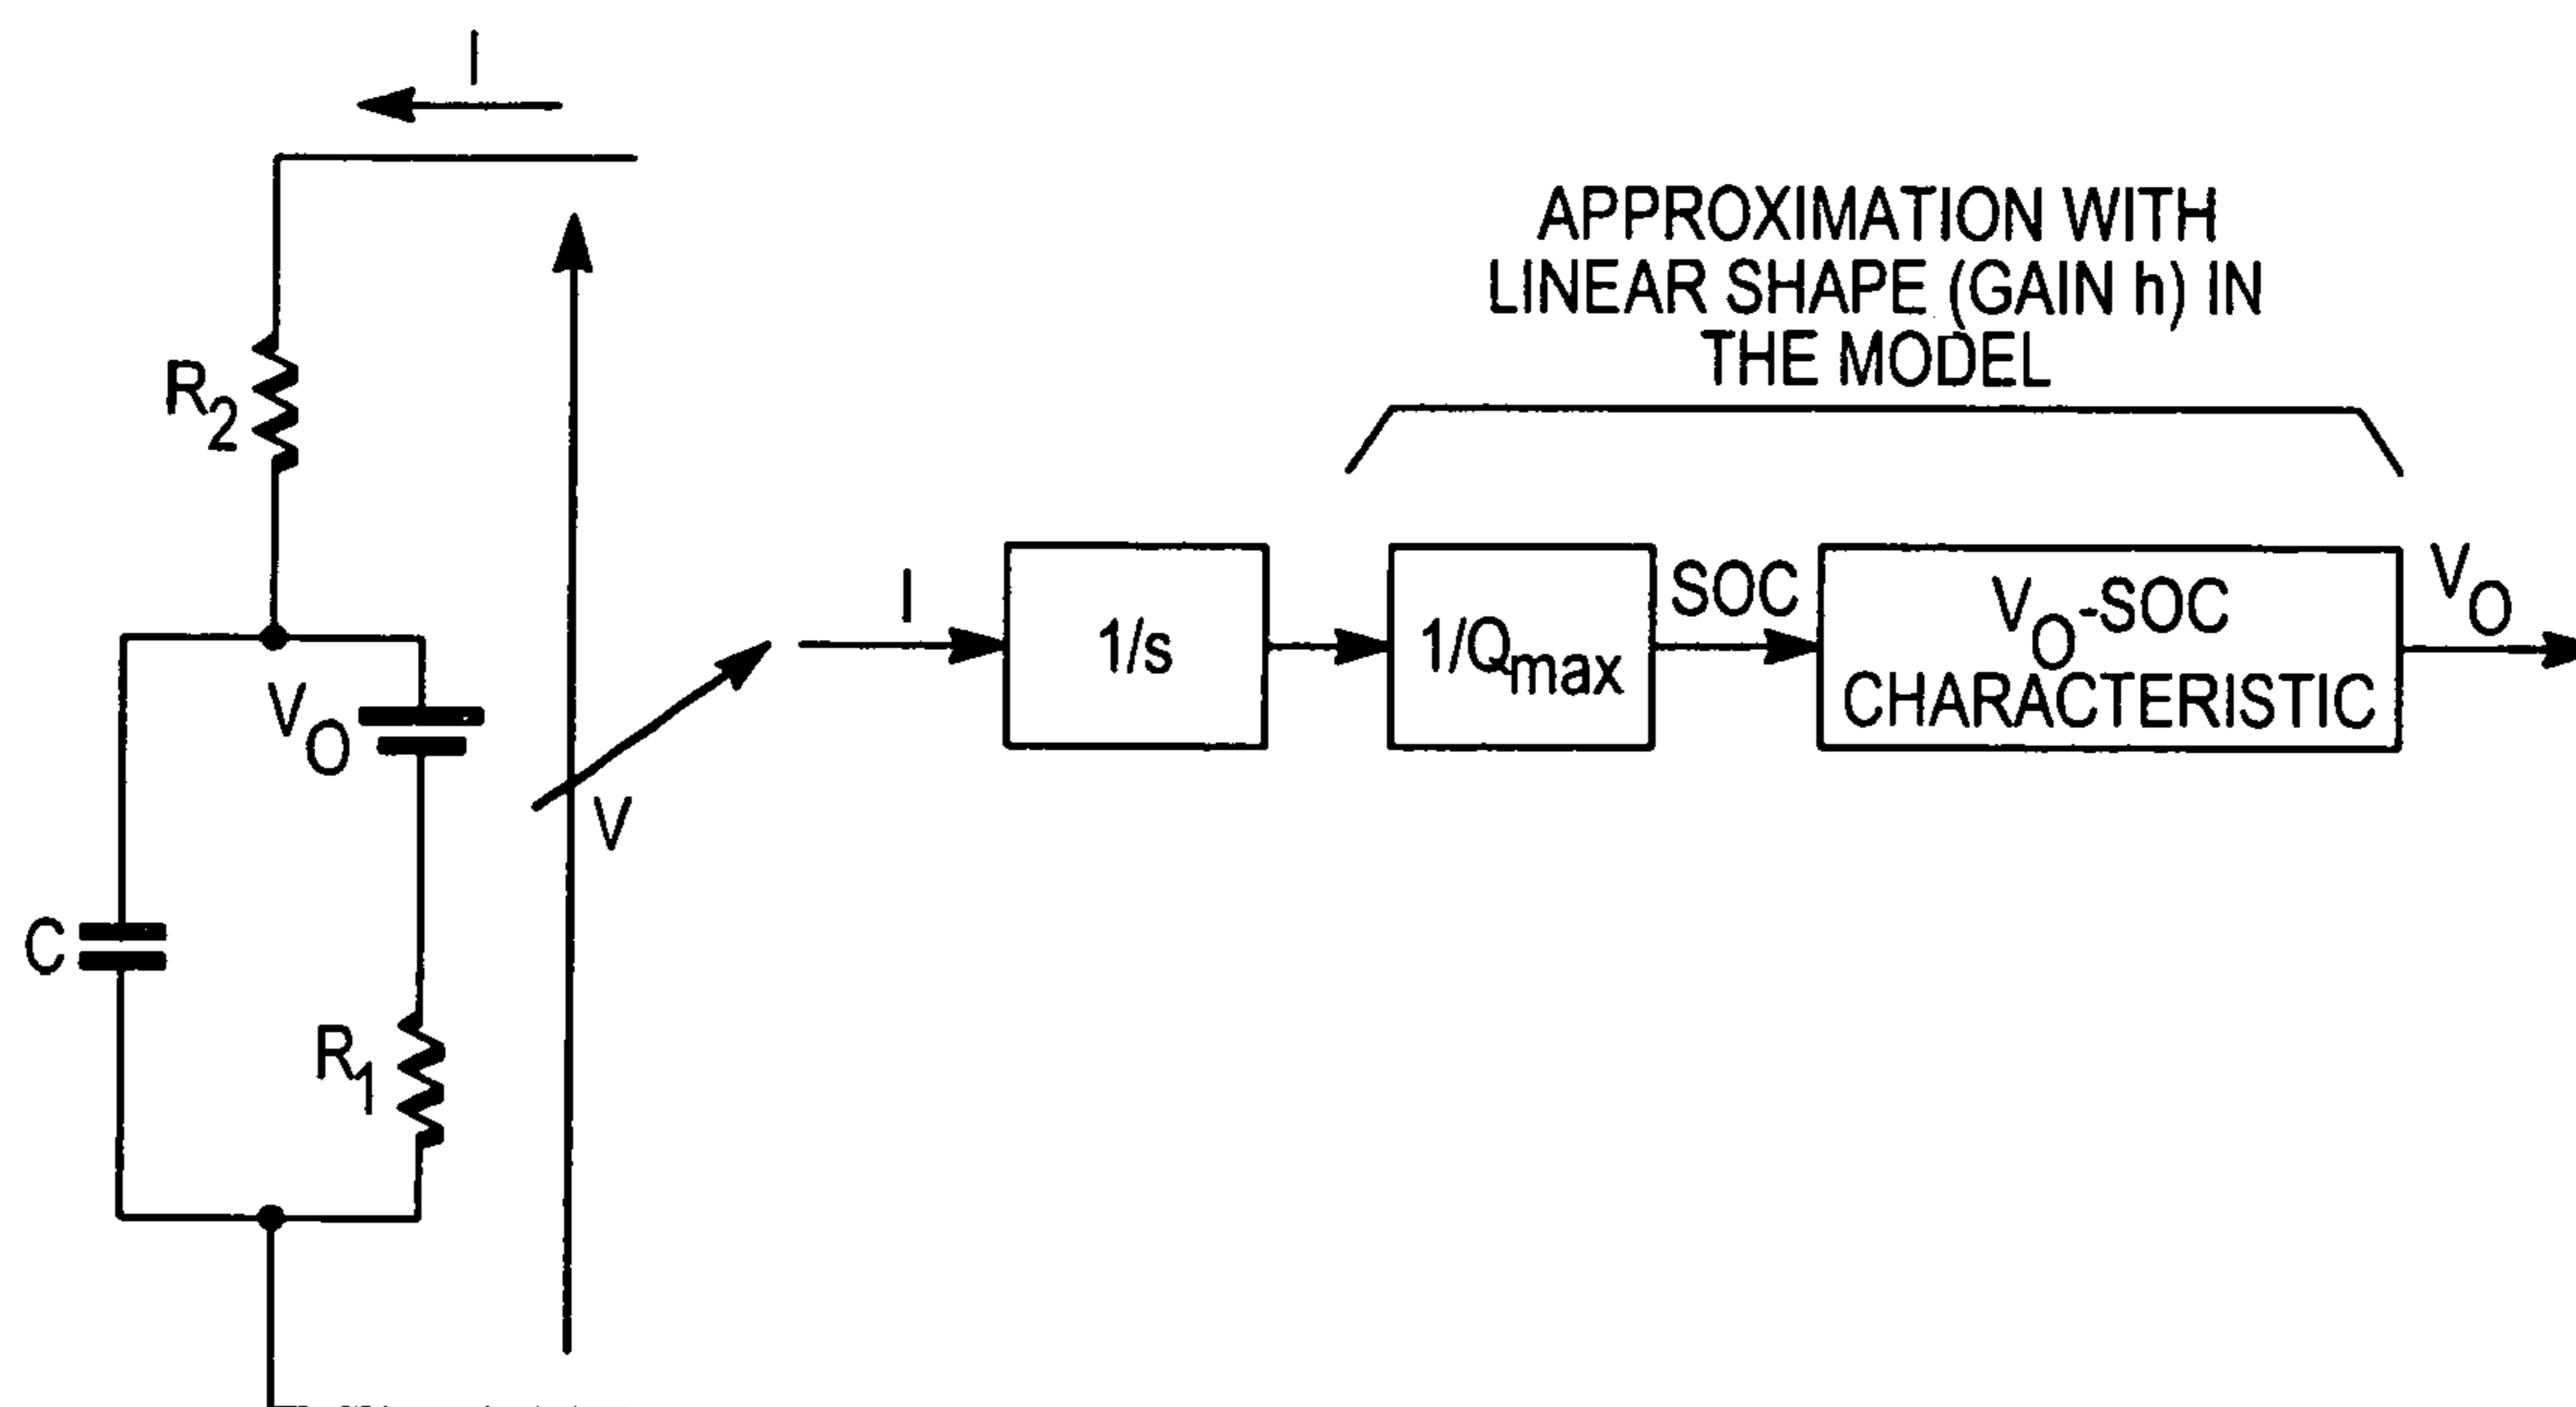 I
R2
VO
C
R1
V
APPROXIMATION WITH
LINEAR SHAPE (GAIN h) IN
THE MODEL
I
1/s
1/Qmax
SOC
VO-SOC
CHARACTERISTIC
VO